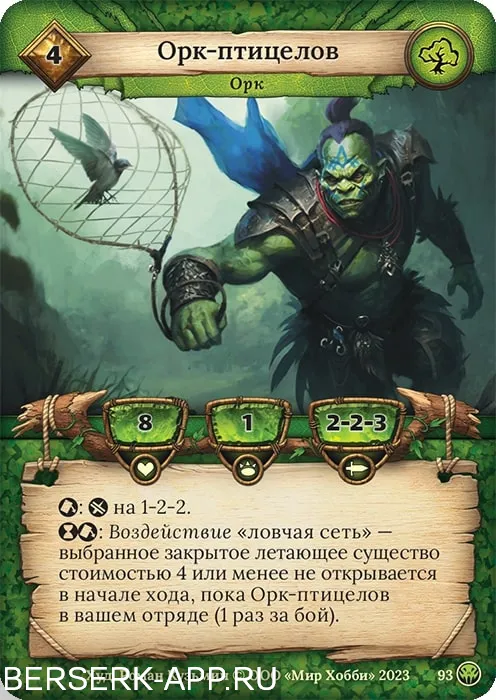 4
Орк-птицелов
Орк
8
1
2-2-3
: на 1-2-2.
: Воздействие «ловчая сеть» —
выбранное закрытое летающее существо
стоимостью 4 или менее не открывается
в начале хода, пока Орк-птицелов
в вашем отряде (1 раз за бой).
© ООО «Мир Хобби» 2023
93
BERSERK-APP.RU